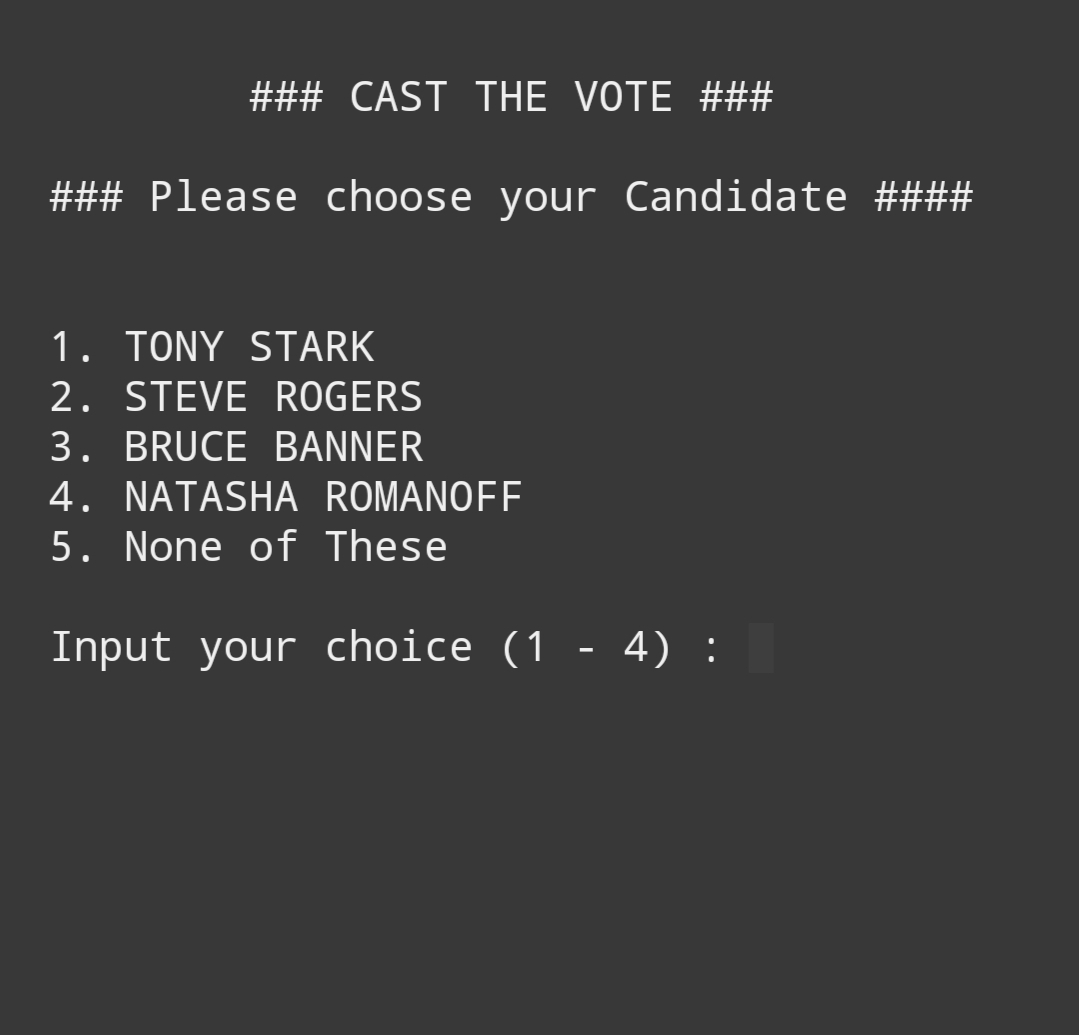 ### CAST THE VOTE ###
### Please choose your Candidate ####
1. TONY STARK
2. STEVE ROGERS
3. BRUCE BANNER
4. NATASHA ROMANOFF
5. None of These
Input your choice (1 - 4) :